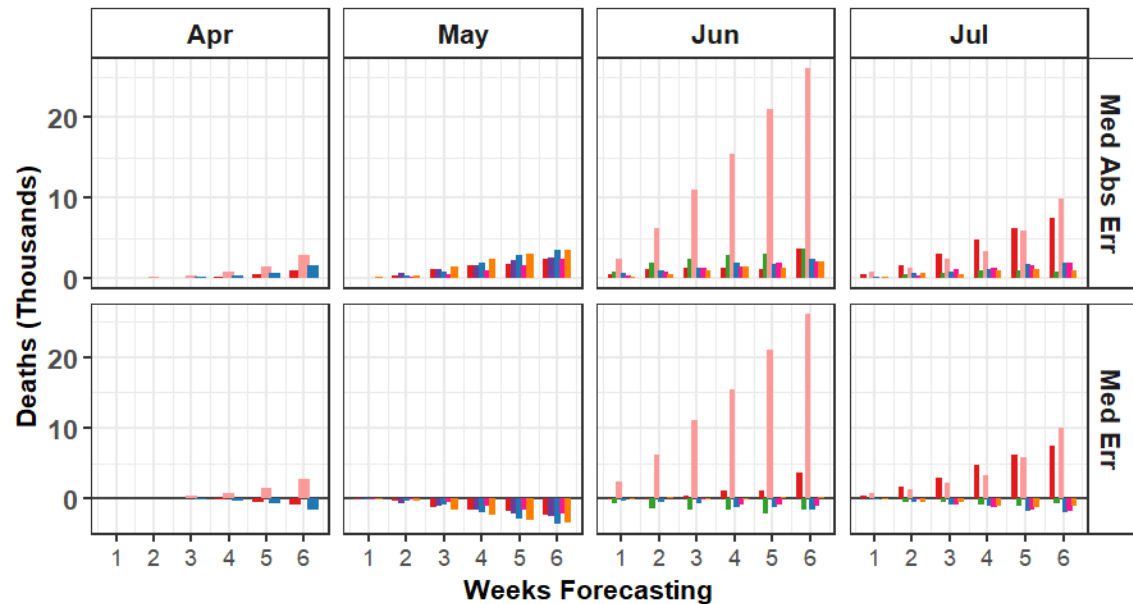 Apr May Jun Jul
20
10
0
Med Abs Err
20
10
0
Med Err
Deaths (Thousands)
1 2 3 4 5 6 1 2 3 4 5 6 1 2 3 4 5 6 1 2 3 4 5 6
Weeks Forecasting